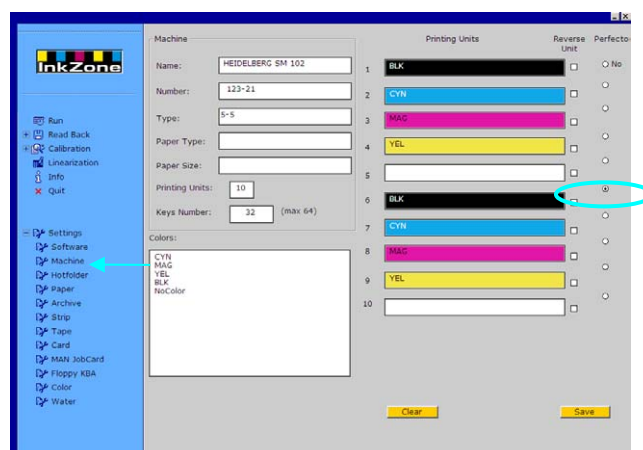 InkZone
Run
Read Back
Calibration
Linearization
Info
Quit
Settings
Software
Machine
Hotfolder
Paper
Archive
Strip
Tape
Card
MAN JobCard
Floppy KBA
Color
Water
Machine
Name: HEIDELBERG SM 102
Number: 123-21
Type: 5-5
Paper Type:
Paper Size:
Printing Units: 10
Keys Number: 32 (max 64)
Colors:
CYN
MAG
YEL
BLK
NoColor
Printing Units
Reverse
Unit
Perfecto
1 BLK No
2 CYN
3 MAG
4 YEL
5
6 BLK
7 CYN
8 MAG
9 YEL
10
Clear
Save